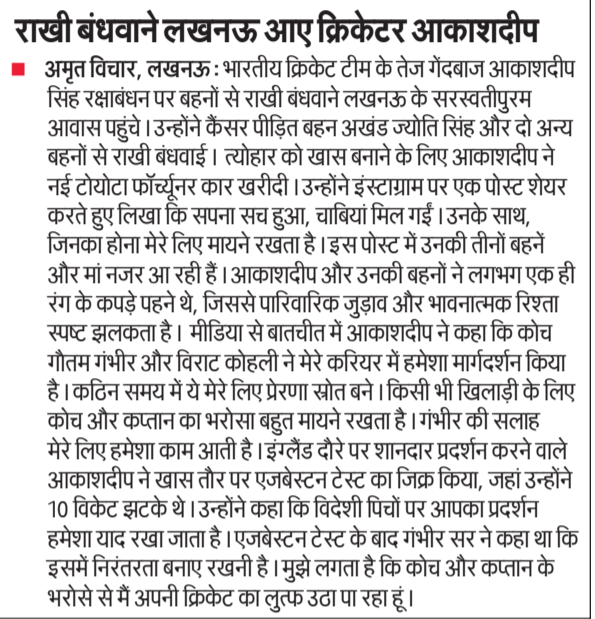 राखी बंधवाने लखनऊ आए क्रिकेटर आकाशदीप
अमृत विचार, लखनऊ : भारतीय क्रिकेट टीम के तेज गेंदबाज आकाशदीप
सिंह रक्षाबंधन पर बहनों से राखी बंधवाने लखनऊ के सरस्वतीपुरम
आवास पहुंचे। उन्होंने कैंसर पीड़ित बहन अखंड ज्योति सिंह और दो अन्य
बहनों से राखी बंधवाई। त्योहार को खास बनाने के लिए आकाशदीप ने
नई टोयोटा फॉर्च्यूनर कार खरीदी। उन्होंने इंस्टाग्राम पर एक पोस्ट शेयर
करते हुए लिखा कि सपना सच हुआ, चाबियां मिल गईं। उनके साथ,
जिनका होना मेरे लिए मायने रखता है। इस पोस्ट में उनकी तीनों बहनें
और मां नजर आ रही हैं। आकाशदीप और उनकी बहनों ने लगभग एक ही
रंग के कपड़े पहने थे, जिससे पारिवारिक जुड़ाव और भावनात्मक रिश्ता
स्पष्ट झलकता है। मीडिया से बातचीत में आकाशदीप ने कहा कि कोच
गौतम गंभीर और विराट कोहली ने मेरे करियर में हमेशा मार्गदर्शन किया
है। कठिन समय में ये मेरे लिए प्रेरणा स्रोत बने। किसी भी खिलाड़ी के लिए
कोच और कप्तान का भरोसा बहुत मायने रखता है। गंभीर की सलाह
मेरे लिए हमेशा काम आती है। इंग्लैंड दौरे पर शानदार प्रदर्शन करने वाले
आकाशदीप ने खास तौर पर एजबेस्टन टेस्ट का जिक्र किया, जहां उन्होंने
10 विकेट झटके थे। उन्होंने कहा कि विदेशी पिचों पर आपका प्रदर्शन
हमेशा याद रखा जाता है। एजबेस्टन टेस्ट के बाद गंभीर सर ने कहा था कि
इसमें निरंतरता बनाए रखनी है। मुझे लगता है कि कोच और कप्तान के
भरोसे से मैं अपनी क्रिकेट का लुत्फ उठा पा रहा हूं।